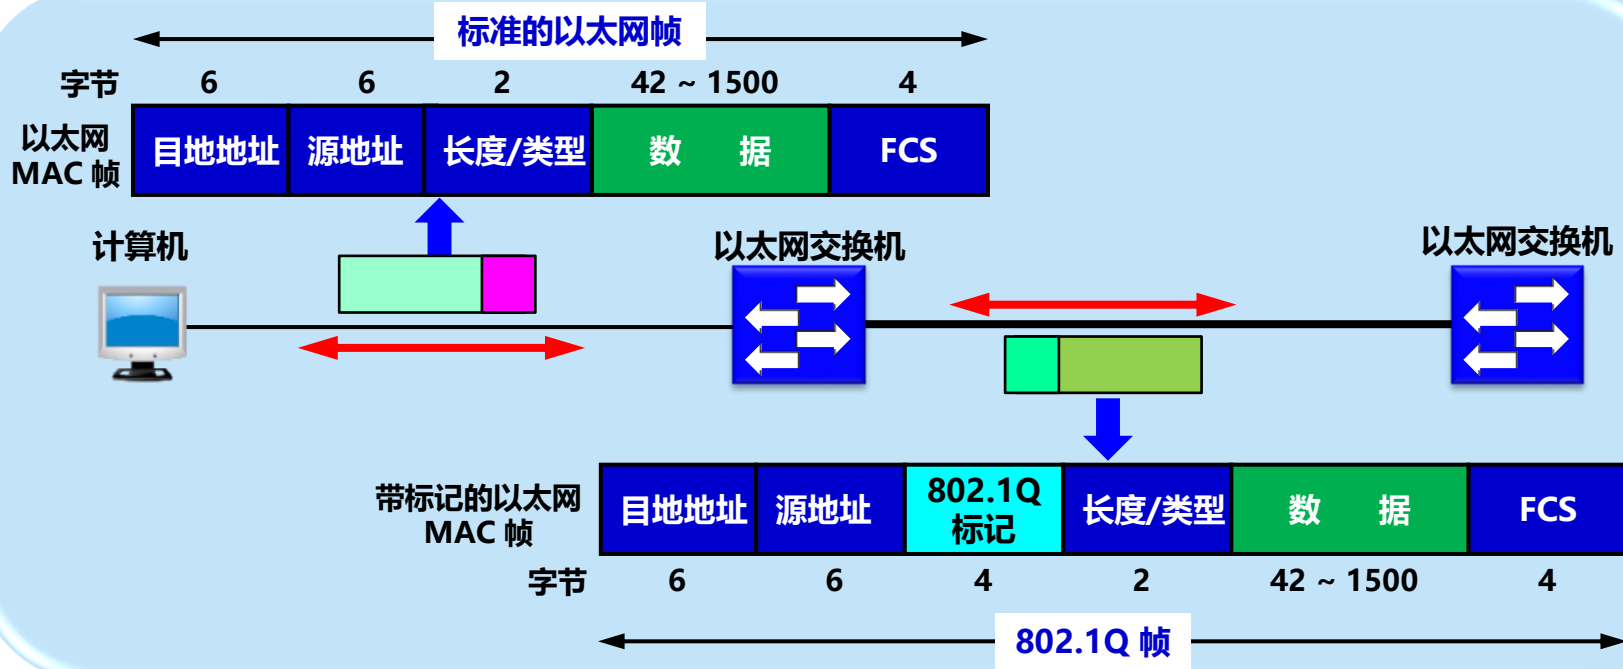 标准的以太网帧
字节 6 6 2 42 ~ 1500 4
以太网
MAC 帧
目地地址 源地址 长度/类型 数 据 FCS
计算机
以太网交换机
以太网交换机
带标记的以太网
MAC 帧
目地地址 源地址 802.1Q
标记 长度/类型 数 据 FCS
字节 6 6 4 2 42 ~ 1500 4
802.1Q 帧